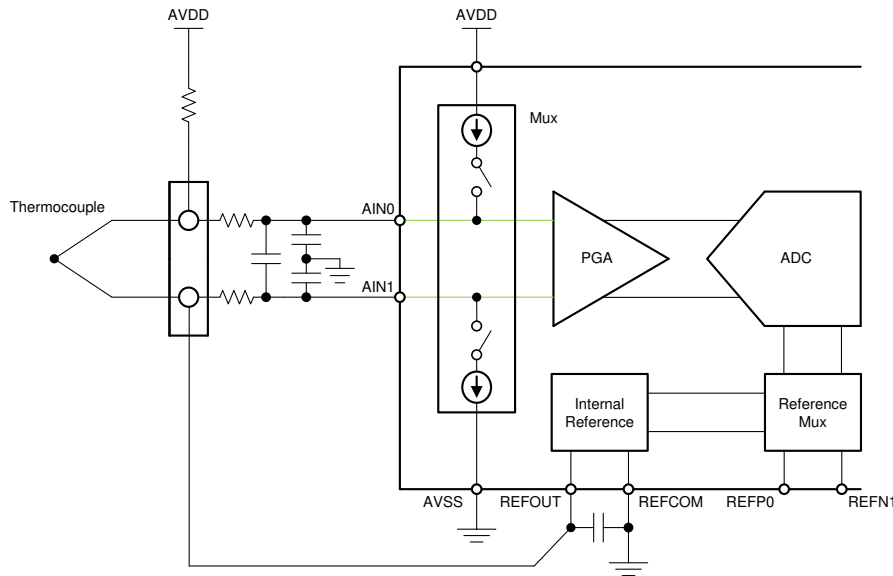 AVDD
AVDD
Mux
Thermocouple
AIN0
PGA
ADC
AIN1
Internal
Reference
Reference
Mux
AVSS
REFOUT
REFCOM
REFP0
REFN1